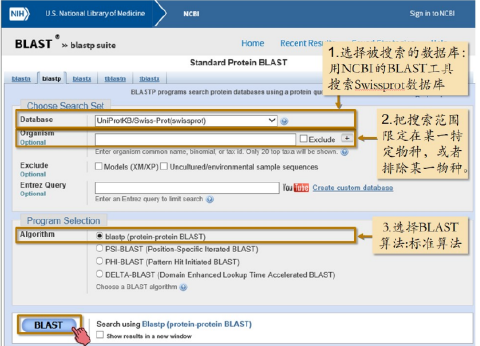 NIH U.S. National Library of Medicine NCBI Sign in to NCBI
BLAST ® » blastp suite
Home Recent Res
1.选择被搜索的数据库:
用NCBI的BLAST工具
搜索Swissprot数据库
Standard Protein BLAST
blastn blastp blastx tblastn tblastx
BLASTP programs search protein databases using a protein qu
Choose Search Set
Database
UniProtKB/Swiss-Prot(swissprot)
Organism
Optional
Exclude +
Enter organism common name, binomial, or tax id. Only 20 top taxa will be shown.
2.把搜索范围
限定在某一特
定物种，或者
排除某一物种。
Exclude
Optional
Models (XM/XP) Uncultured/environmental sample sequences
Entrez Query
Optional
YouTube Create custom database
Enter an Entrez query to limit search
Program Selection
Algorithm
blastp (protein-protein BLAST)
PSI-BLAST (Position-Specific Iterated BLAST)
PHI-BLAST (Pattern Hit Initiated BLAST)
DELTA-BLAST (Domain Enhanced Lookup Time Accelerated BLAST)
Choose a BLAST algorithm
3.选择BLAST
算法:标准算法
BLAST
Search using Blastp (protein-protein BLAST)
Show results in a new window